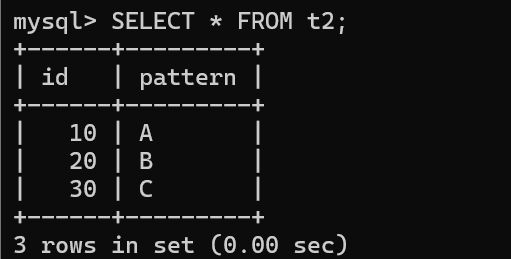 mysql> SELECT * FROM t2;
+------+---------+
| id   | pattern |
+------+---------+
|   10 | A       |
|   20 | B       |
|   30 | C       |
+------+---------+
3 rows in set (0.00 sec)